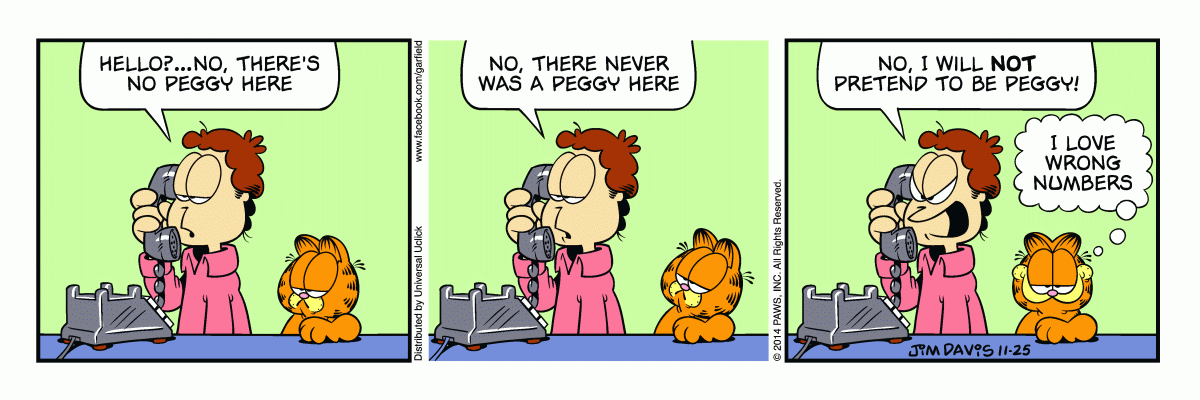 HELLO?...NO, THERE'S
NO PEGGY HERE
www.facebook.com/garfield
Distributed by Universal Uclick
NO, THERE NEVER
WAS A PEGGY HERE
© 2014 PAWS, INC. All Rights Reserved.
NO, I WILL NOT
PRETEND TO BE PEGGY!
I LOVE
WRONG
NUMBERS
JIM DAVIS 11-25